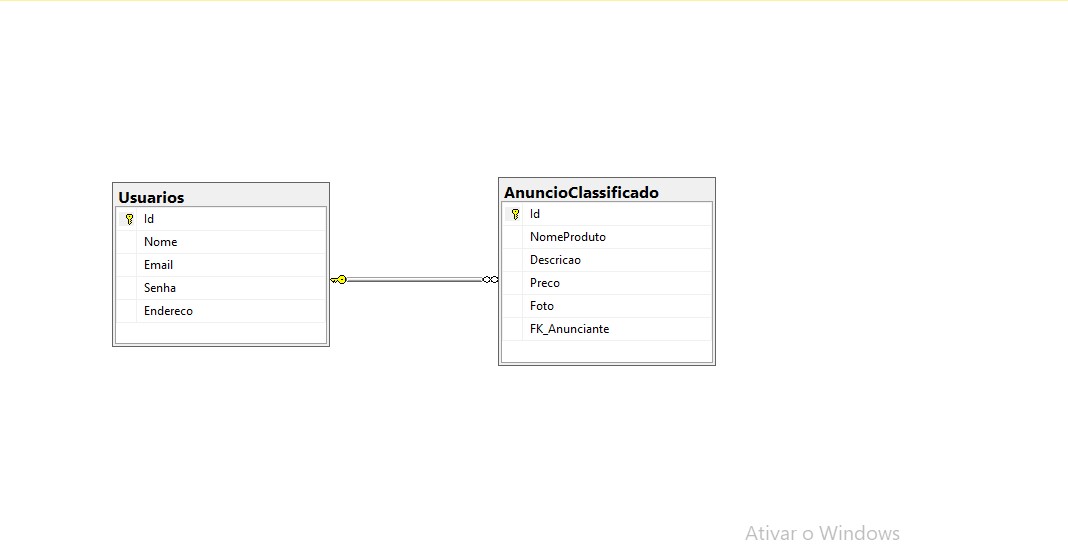 Usuarios
Id
Nome
Email
Senha
Endereco
AnuncioClassificado
Id
NomeProduto
Descricao
Preco
Foto
FK_Anunciante
Ativar o Windows